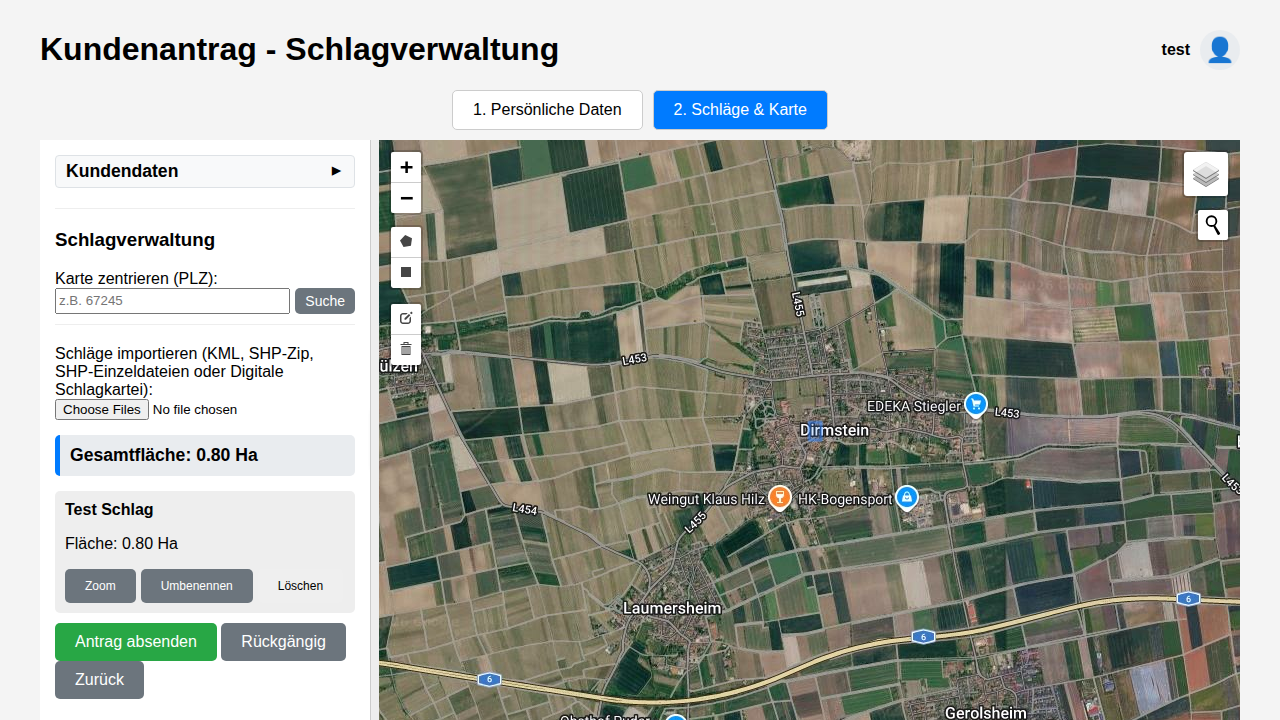 Kundenantrag - Schlagverwaltung
test
1. Persönliche Daten
2. Schläge & Karte
Kundendaten
Schlagverwaltung
Karte zentrieren (PLZ):
z.B. 67245
Suche
Schläge importieren (KML, SHP-Zip,
SHP-Einzeldateien oder Digitale
Schlagkartei):
Choose Files No file chosen
Gesamtfläche: 0.80 Ha
Test Schlag
Fläche: 0.80 Ha
Zoom
Umbenennen
Löschen
Antrag absenden
Rückgängig
Zurück
+
−
L455
L453
EDEKA Stiegler
L453
Dirmstein
L453
Weingut Klaus Hilz
HK-Bogensport
L454
L455
Laumersheim
6
6
6
Gerolsheim